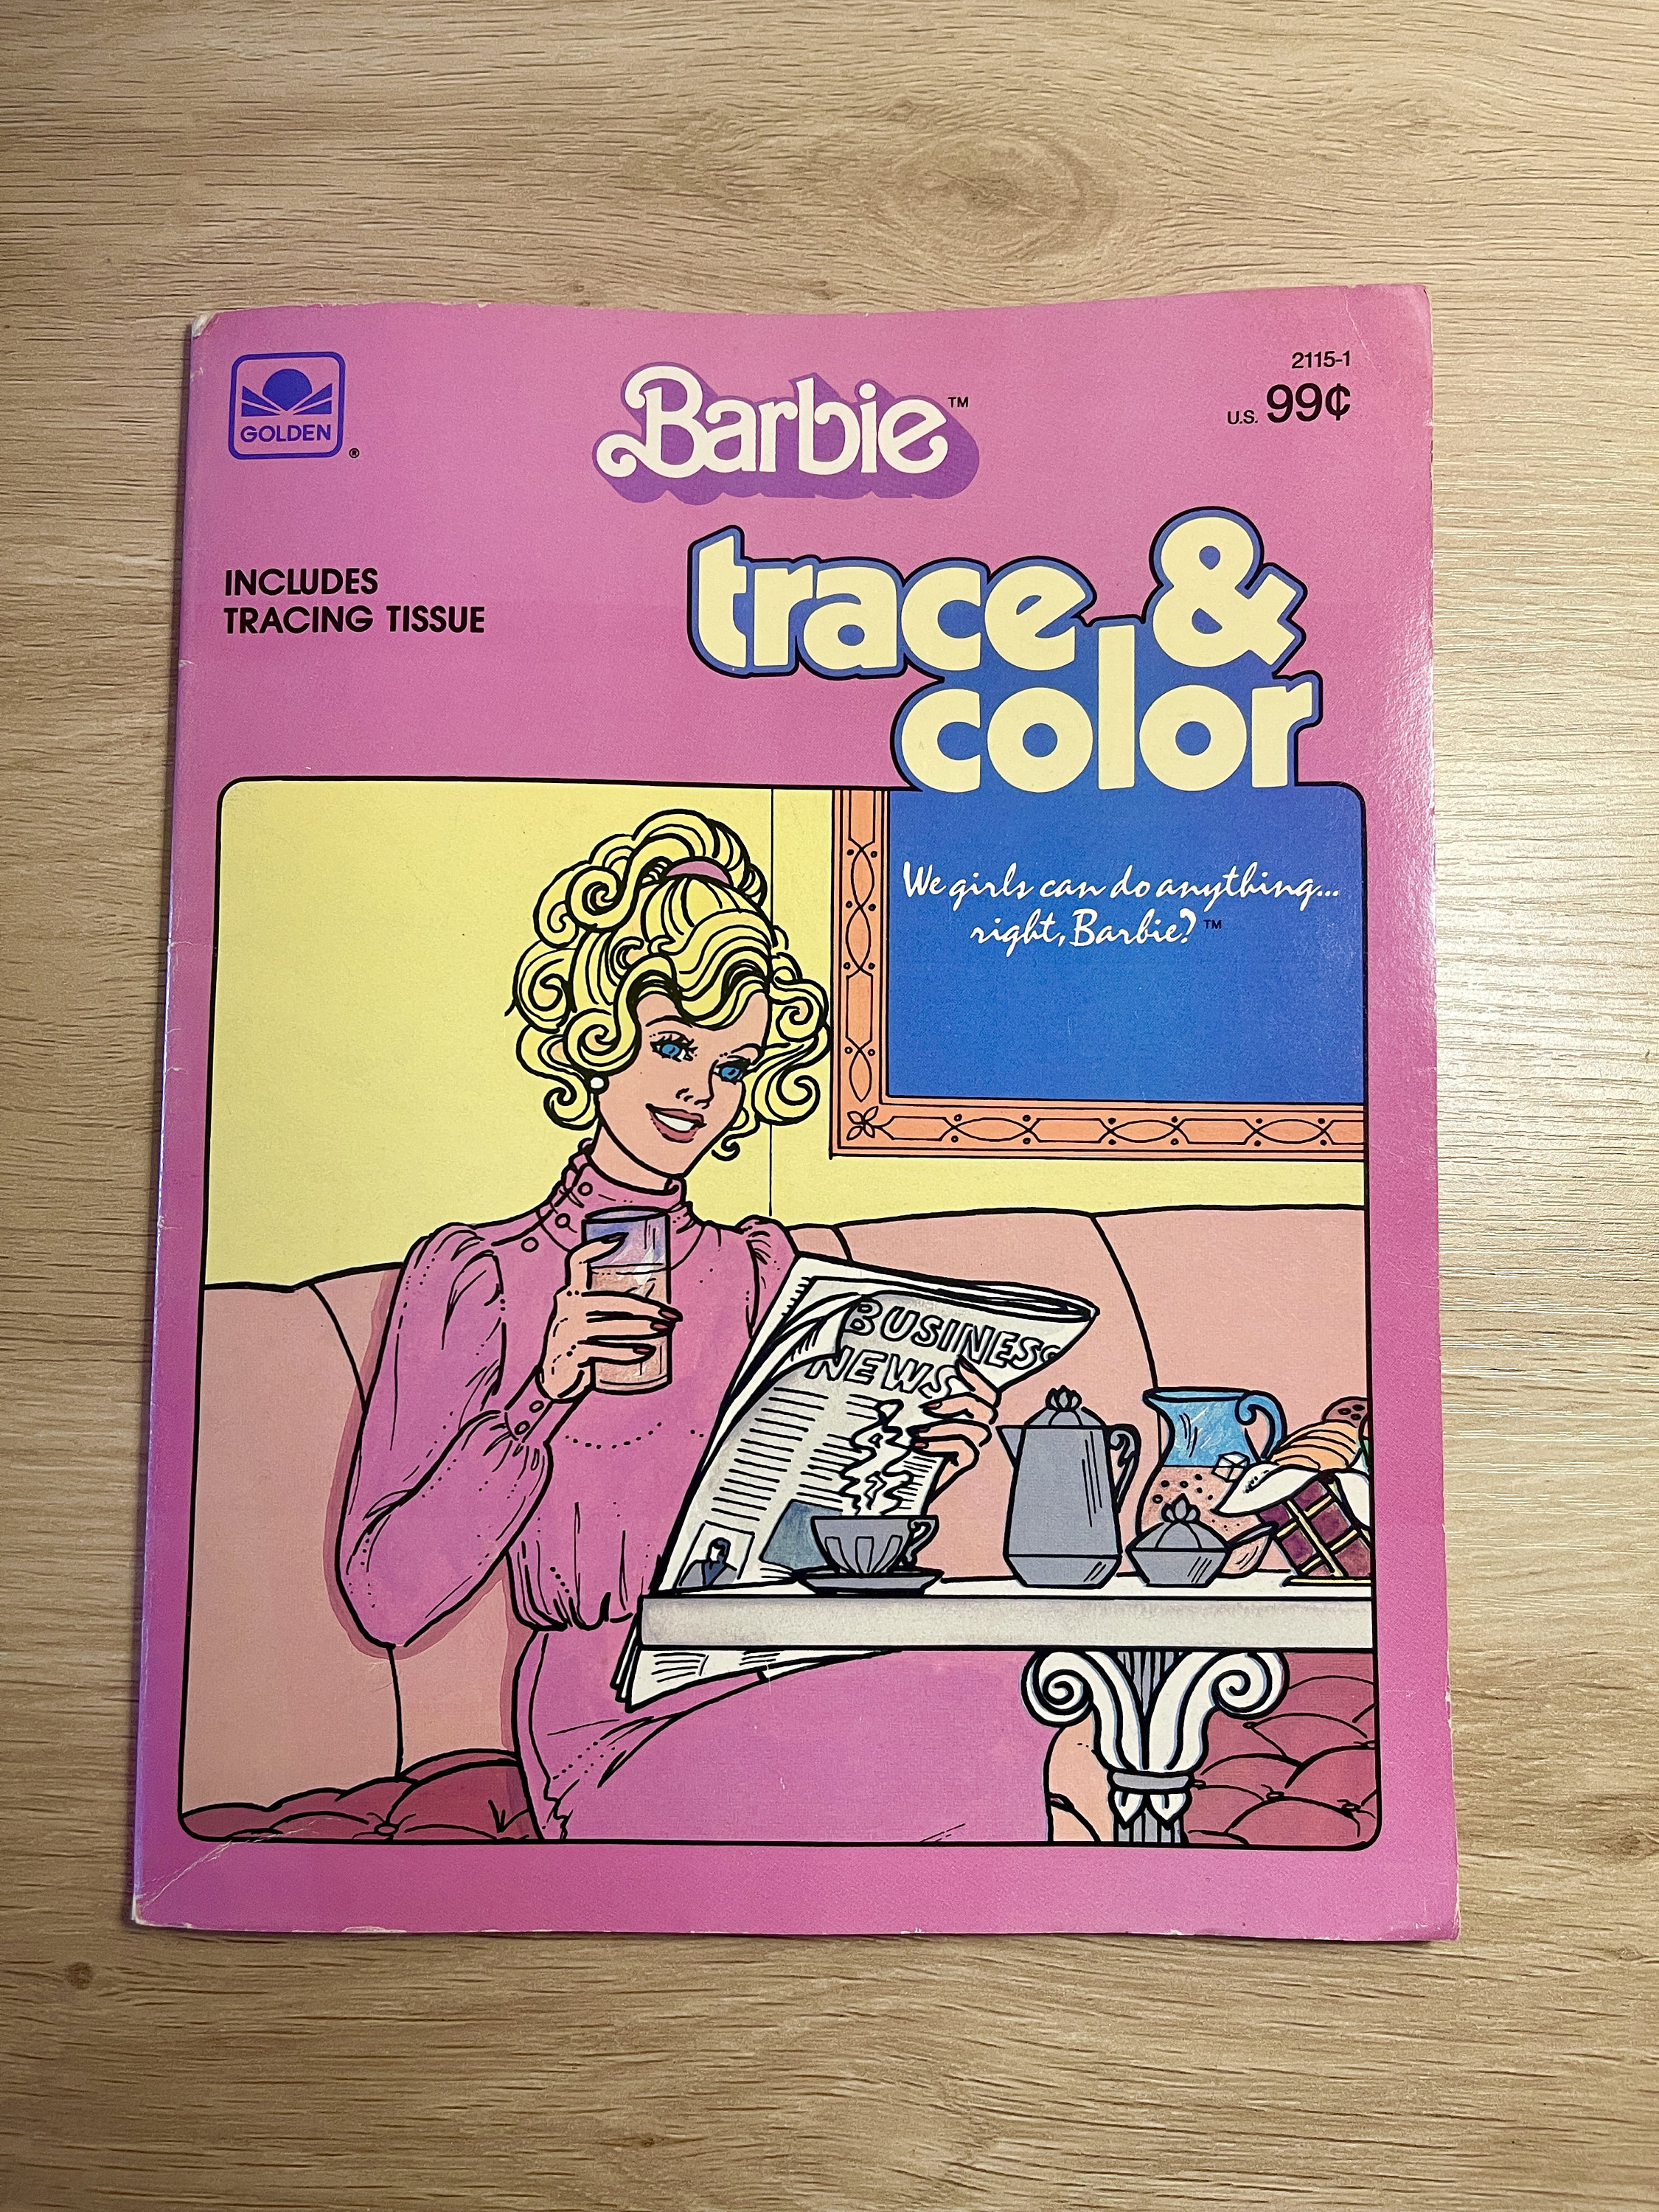 GOLDEN
®
Barbie™
2115-1
U.S. 99¢
INCLUDES
TRACING TISSUE
trace &
color
We girls can do anything...
right, Barbie?™
BUSINESS
NEWS